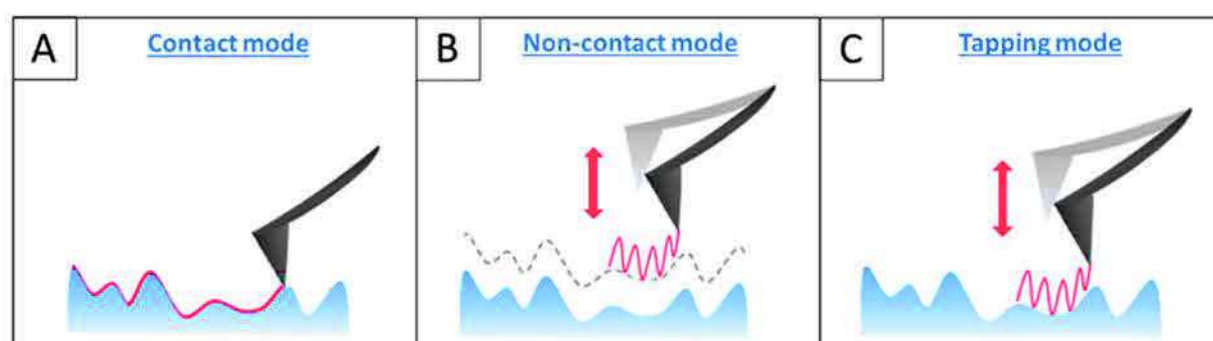 A
Contact mode
B
Non-contact mode
C
Tapping mode